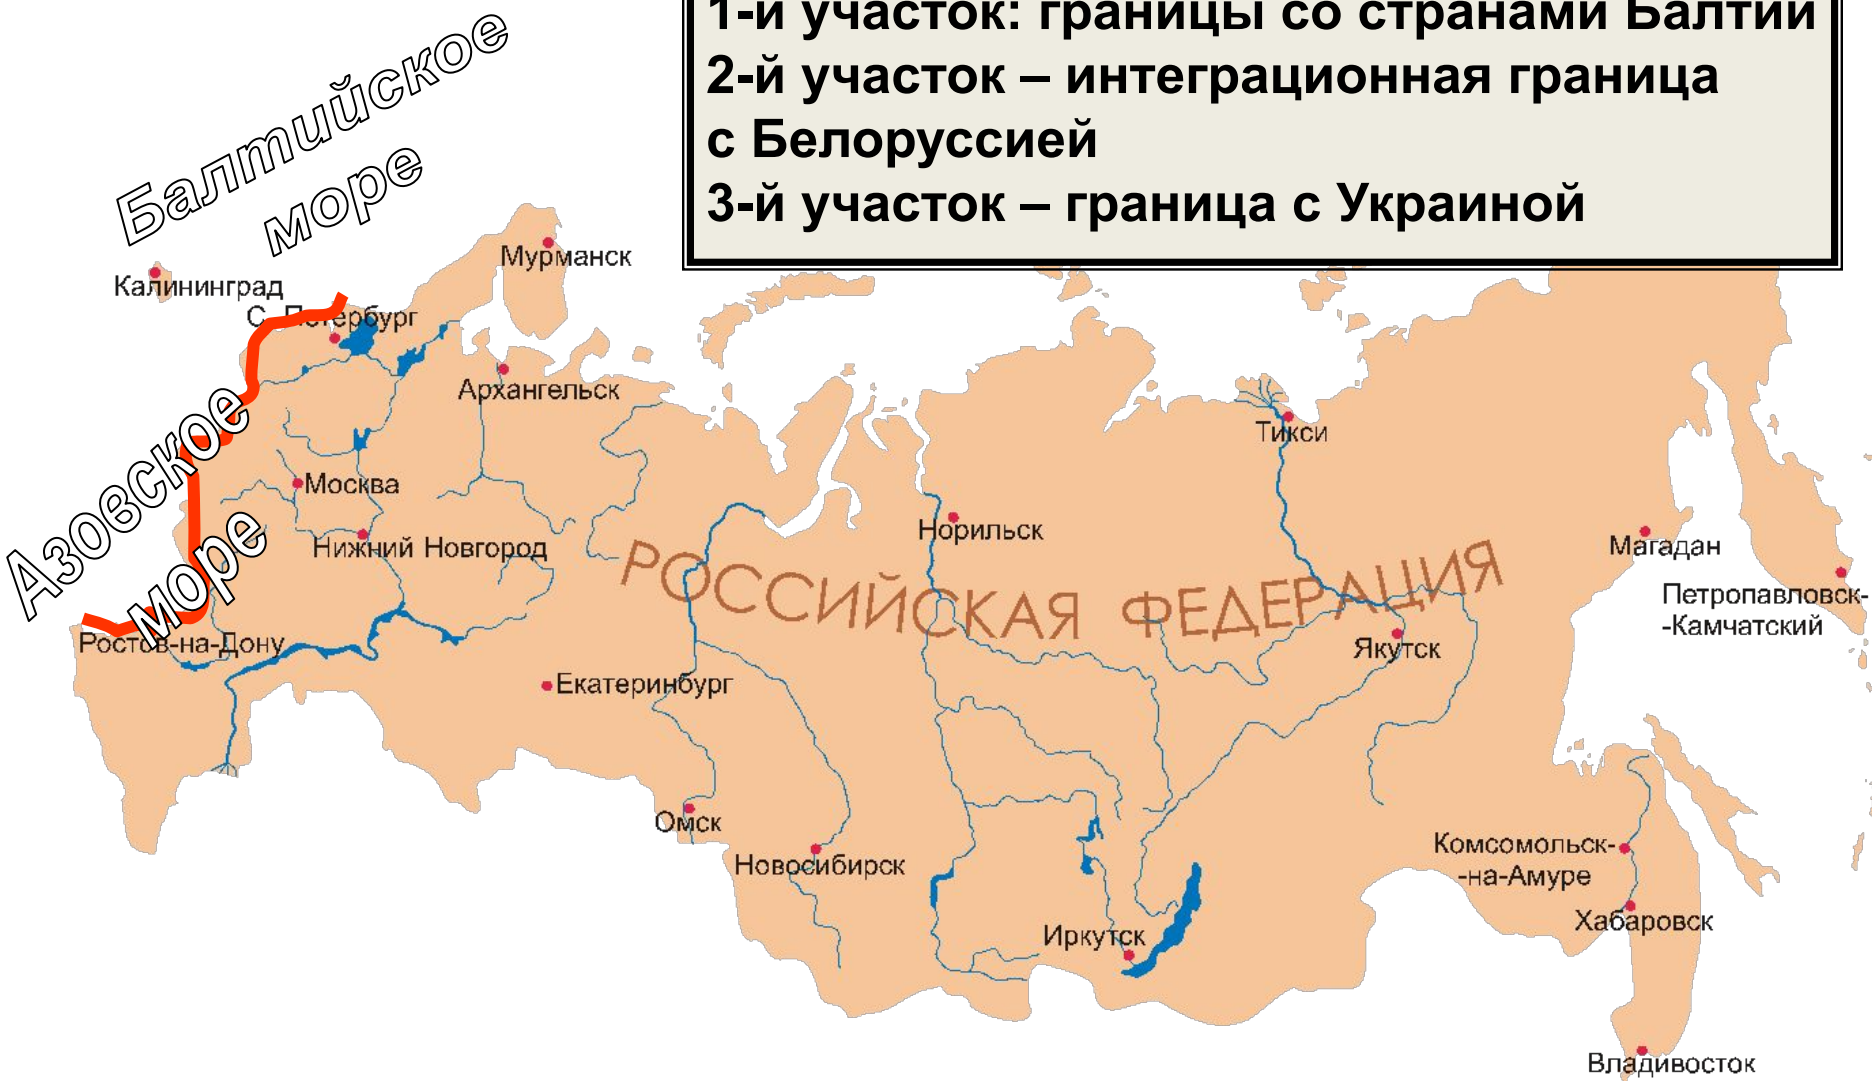 1-й участок: границы со странами Балтии
2-й участок – интеграционная граница
с Белоруссией
3-й участок – граница с Украиной
Балтийское
море
Мурманск
Калининград
С.-Петербург
Архангельск
Тикси
Азовское
море
Москва
Нижний Новгород
Норильск
Магадан
РОССИЙСКАЯ ФЕДЕРАЦИЯ
Петропавловск-
-Камчатский
Ростов-на-Дону
Якутск
Екатеринбург
Омск
Новосибирск
Комсомольск-
-на-Амуре
Хабаровск
Иркутск
Владивосток